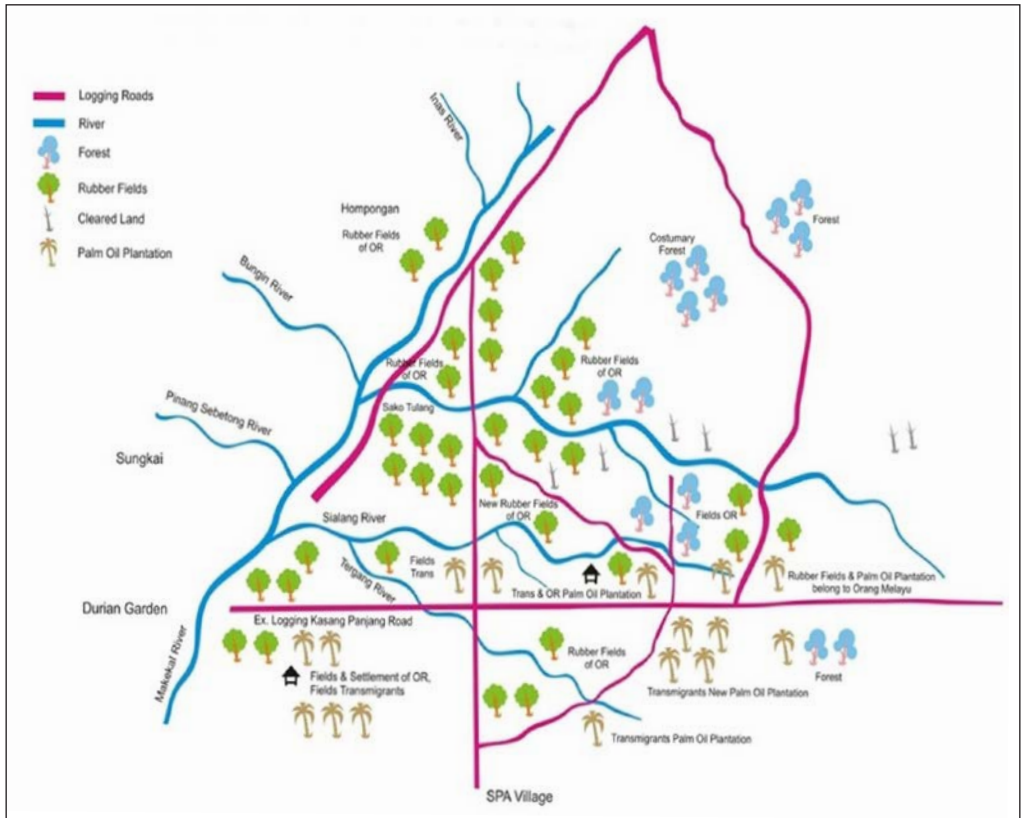 Logging Roads
River
Forest
Rubber Fields
Cleared Land
Palm Oil Plantation
Inas River
Hompongan
Rubber Fields
of OR
Bungin River
Costumary
Forest
Forest
Rubber Fields
of OR
Rubber Fields
of OR
Pinang Sebetong River
Sako Tulang
Sungkai
New Rubber Fields
of OR
Fields OR
Sialang River
Tergang River
Fields
Trans
Trans & OR Palm Oil Plantation
Rubber Fields & Palm Oil Plantation
belong to Orang Melayu
Durian Garden
Ex. Logging Kasang Panjang Road
Makekal River
Fields & Settlement of OR,
Fields Transmigrants
Rubber Fields
of OR
Transmigrants New Palm Oil Plantation
Forest
Transmigrants Palm Oil Plantation
SPA Village